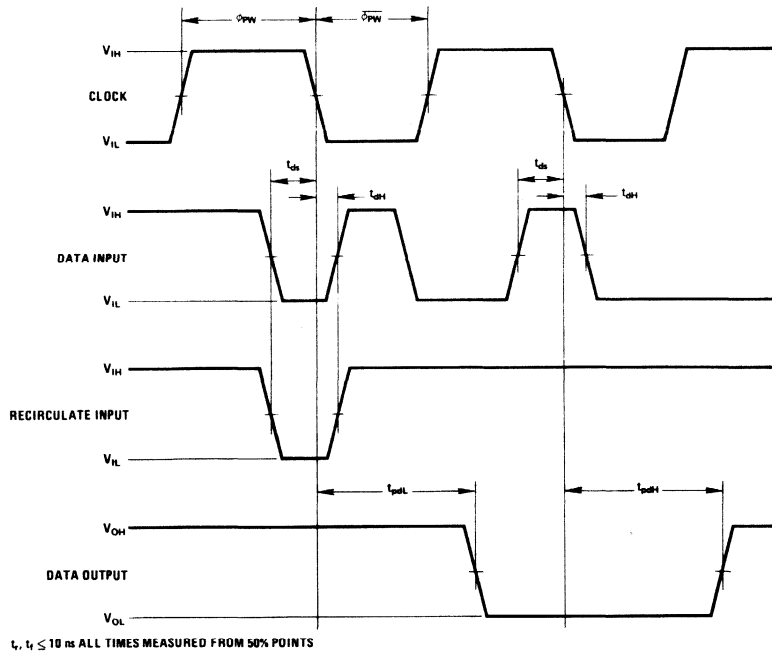 ϕPW
ϕ̅P̅W̅
VIH
CLOCK
VIL
tds
tdH
tds
tdH
VIH
DATA INPUT
VIL
VIH
RECIRCULATE INPUT
VIL
tpdL
tpdH
VOH
DATA OUTPUT
VOL
tr, tf ≤ 10 ns ALL TIMES MEASURED FROM 50% POINTS